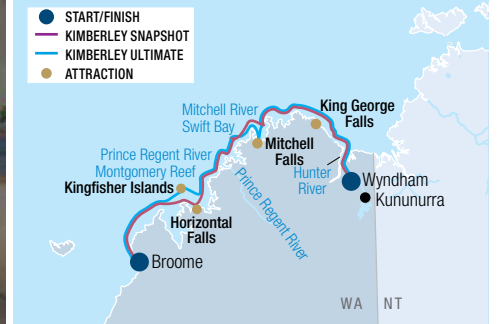 START/FINISH
KIMBERLEY SNAPSHOT
KIMBERLEY ULTIMATE
ATTRACTION
Mitchell River
Swift Bay
King George
Falls
Mitchell
Falls
Prince Regent River
Montgomery Reef
Kingfisher Islands
Hunter
River
Wyndham
Kununurra
Prince Regent River
Horizontal
Falls
Broome
WA NT